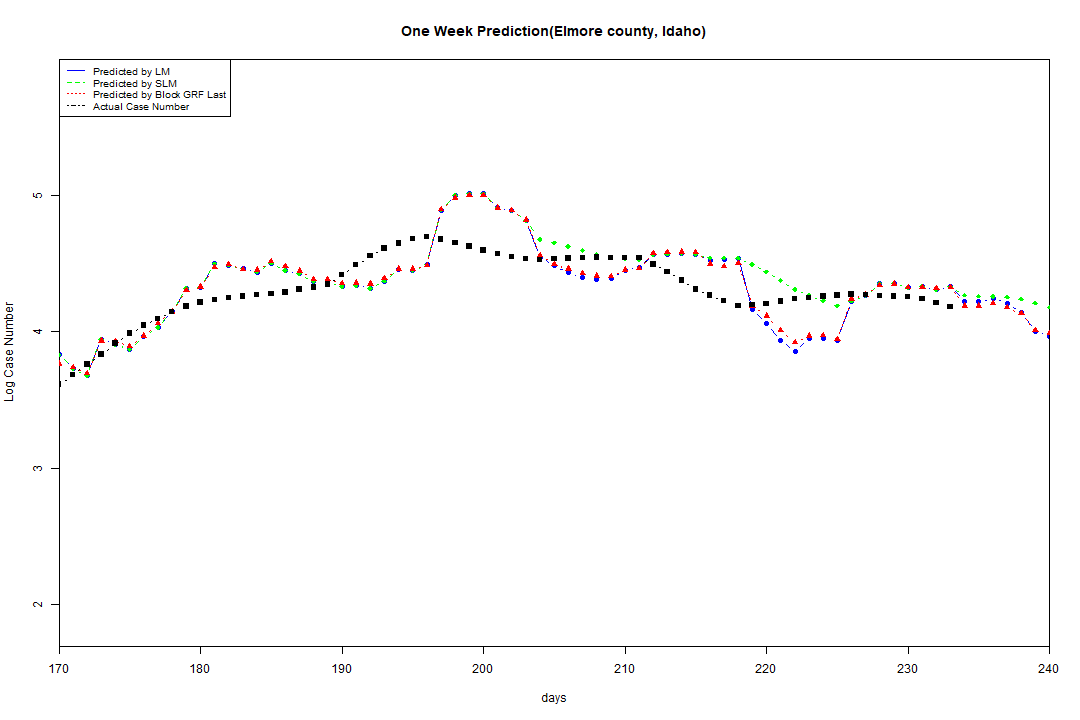 One Week Prediction(Elmore county, Idaho)
Predicted by LM
Predicted by SLM
Predicted by Block GRF Last
Actual Case Number
5
4
3
2
Log Case Number
170 180 190 200 210 220 230 240
days